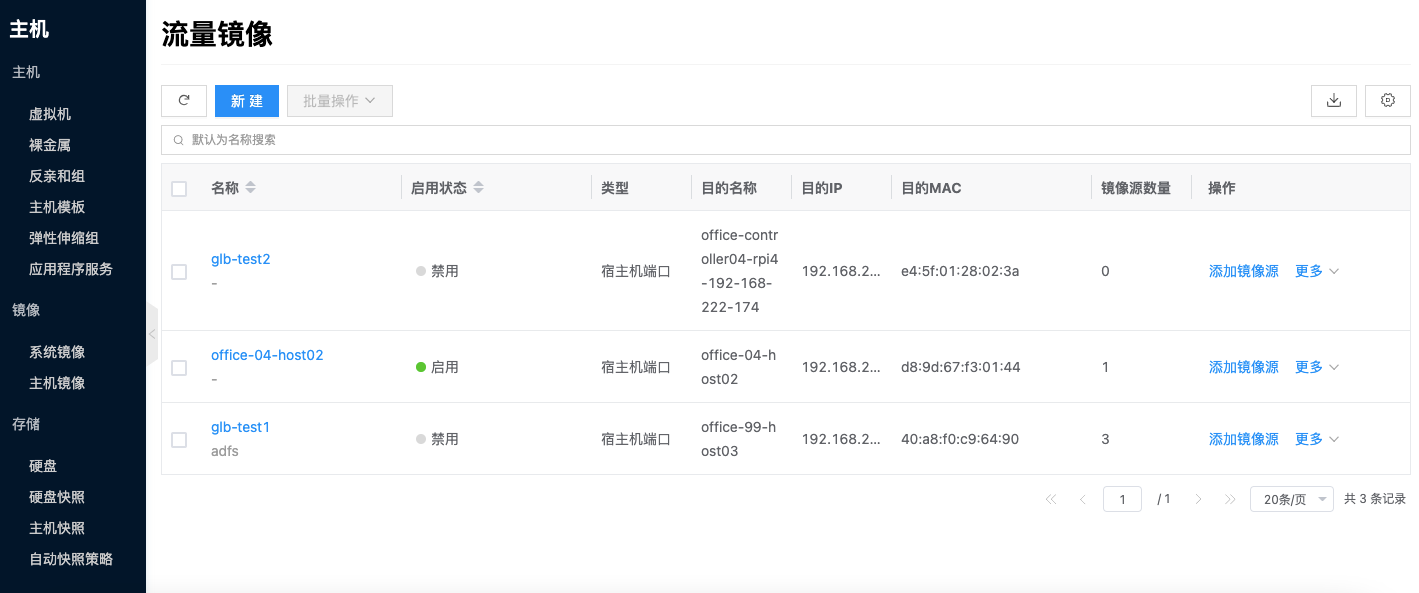 主机
主机
虚拟机
裸金属
反亲和组
主机模板
弹性伸缩组
应用程序服务
镜像
系统镜像
主机镜像
存储
硬盘
硬盘快照
主机快照
自动快照策略
流量镜像
新 建 批量操作
默认为名称搜索
名称 启用状态 类型 目的名称 目的IP 目的MAC 镜像源数量 操作
glb-test2
-
禁用
宿主机端口
office-contr
oller04-rpi4
-192-168-
222-174
192.168.2...
e4:5f:01:28:02:3a
0
添加镜像源 更多
office-04-host02
-
启用
宿主机端口
office-04-h
ost02
192.168.2...
d8:9d:67:f3:01:44
1
添加镜像源 更多
glb-test1
adfs
禁用
宿主机端口
office-99-h
ost03
192.168.2...
40:a8:f0:c9:64:90
3
添加镜像源 更多
1 / 1 20条/页 共 3 条记录